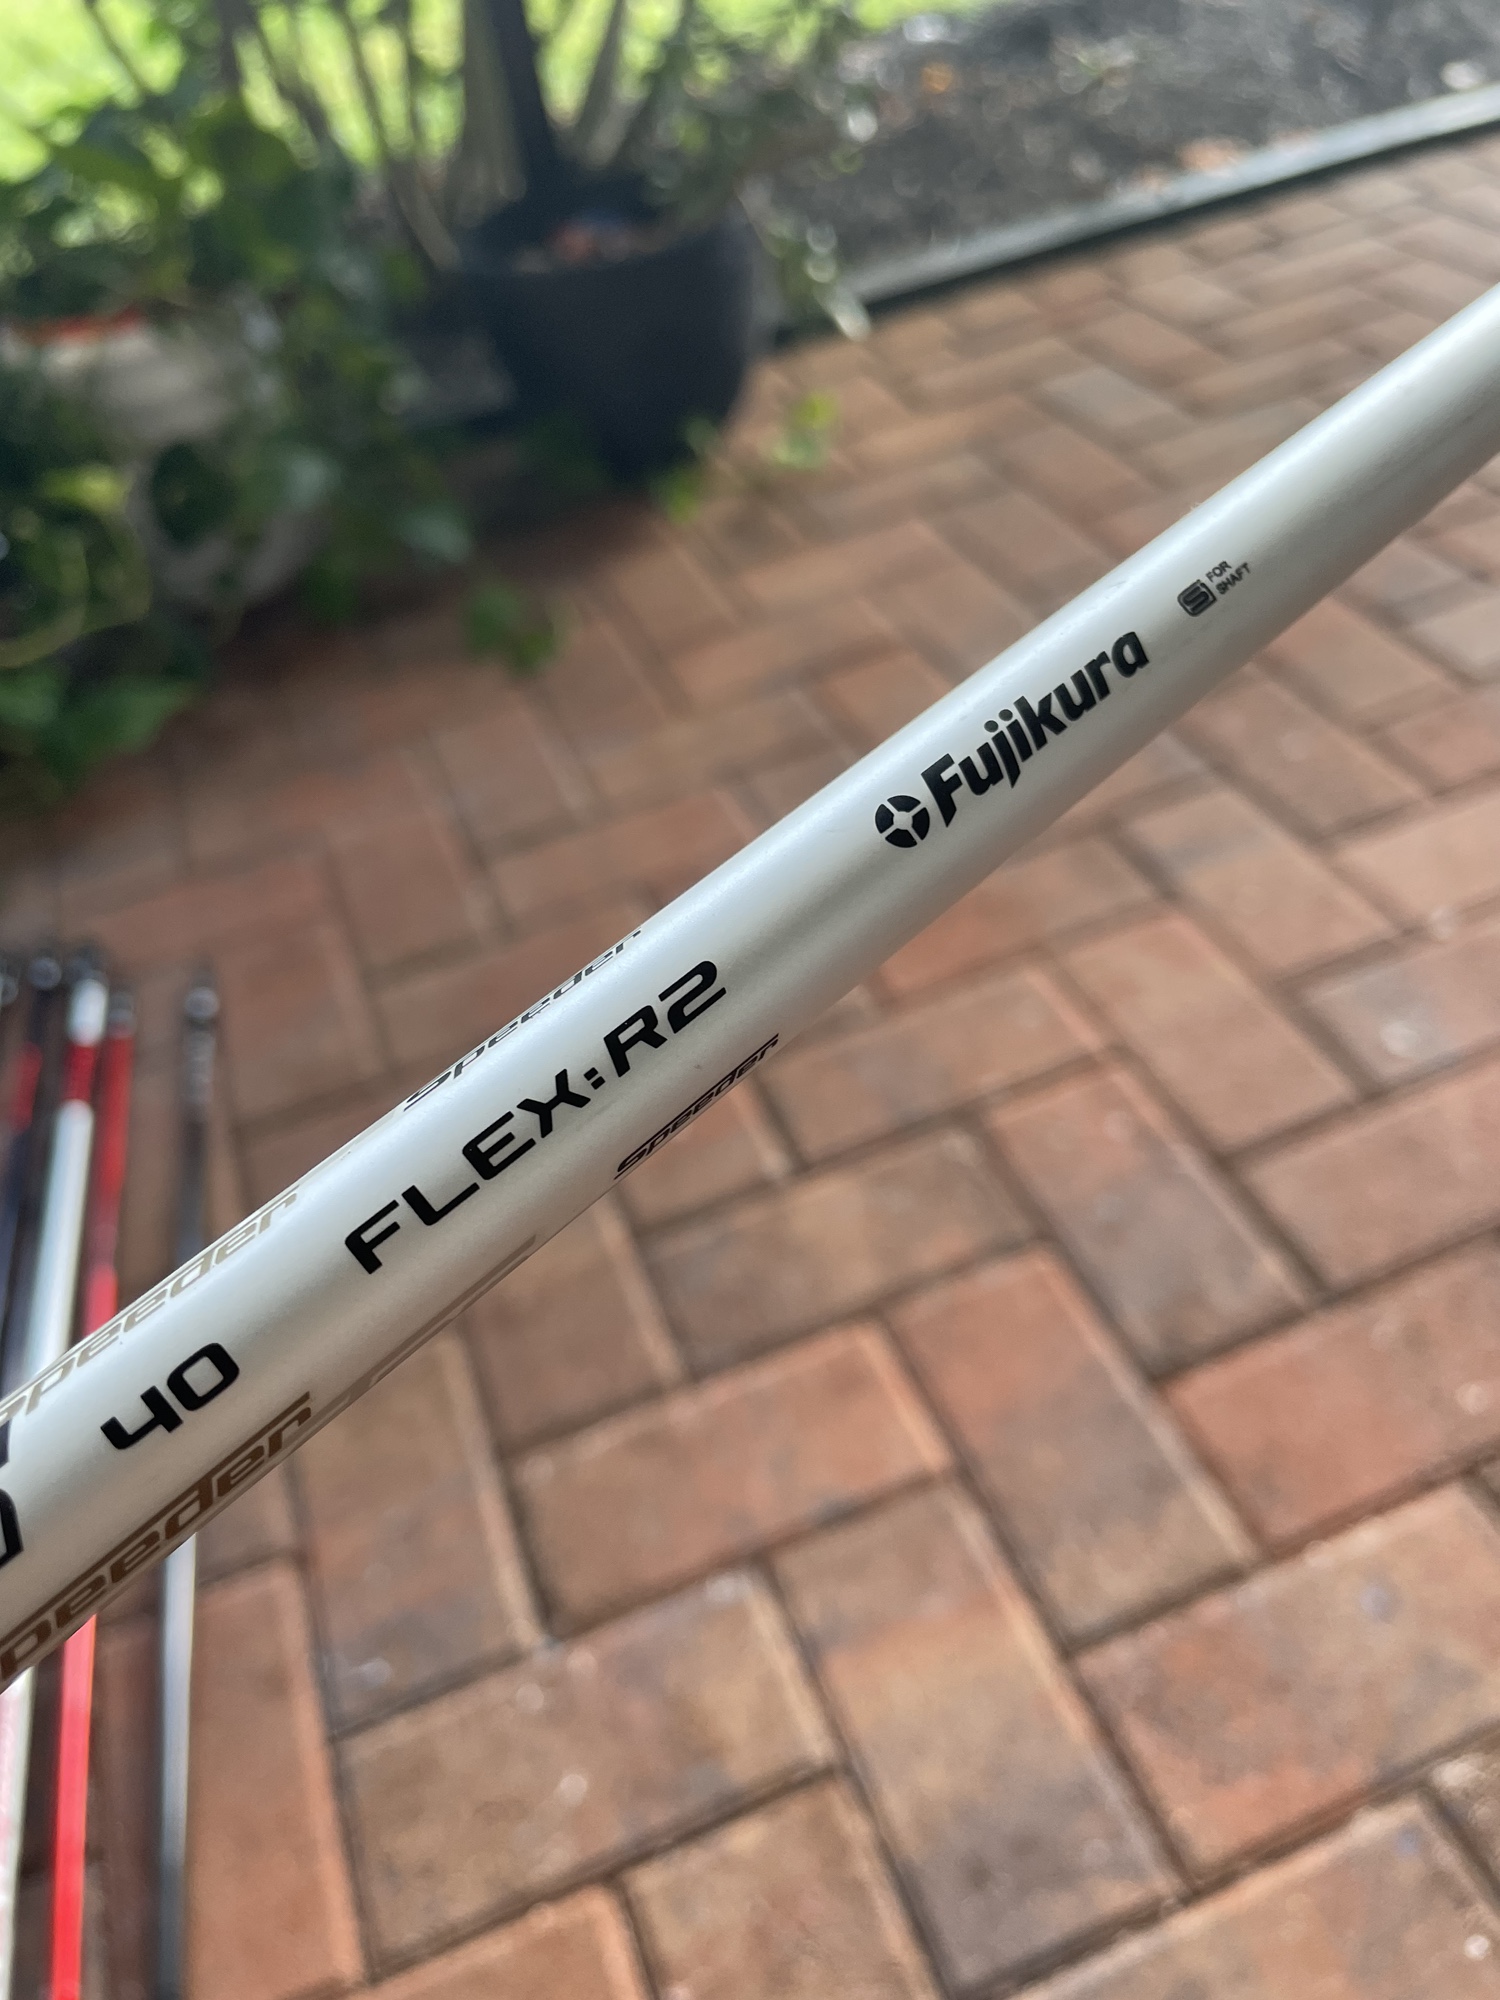 Fujikura
S FOR
SHAFT
FLEX:R2
Speeder
Speeder
40
Speeder